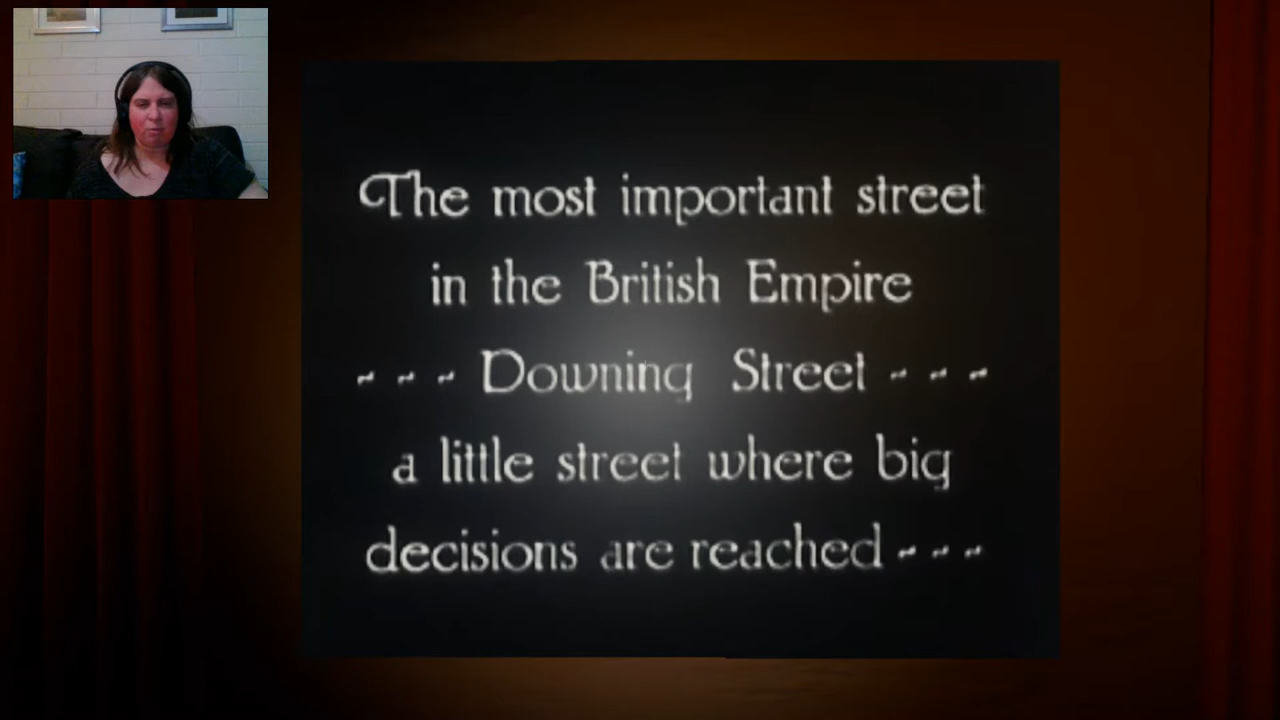 The most important street
in the British Empire
- - - Downing Street - - -
a little street where big
decisions are reached - - -